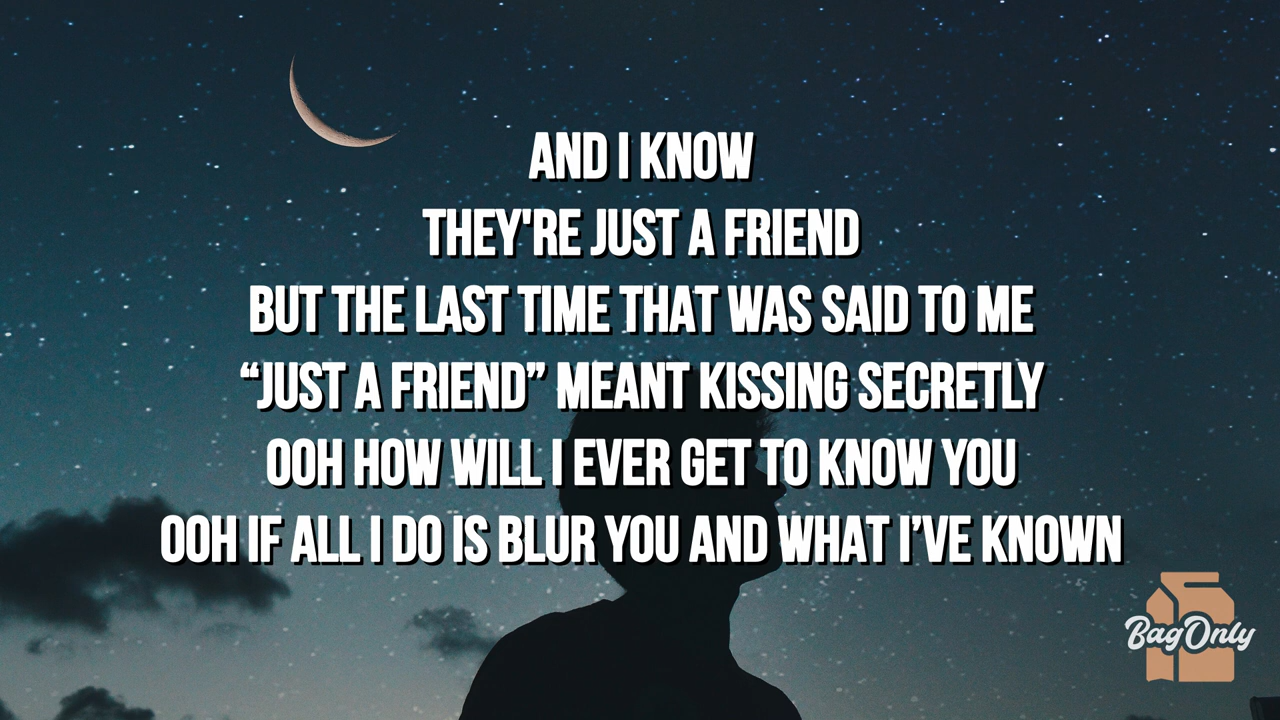 AND I KNOW
THEY'RE JUST A FRIEND
BUT THE LAST TIME THAT WAS SAID TO ME
“JUST A FRIEND” MEANT KISSING SECRETLY
OOH HOW WILL I EVER GET TO KNOW YOU
OOH IF ALL I DO IS BLUR YOU AND WHAT I’VE KNOWN
BagOnly